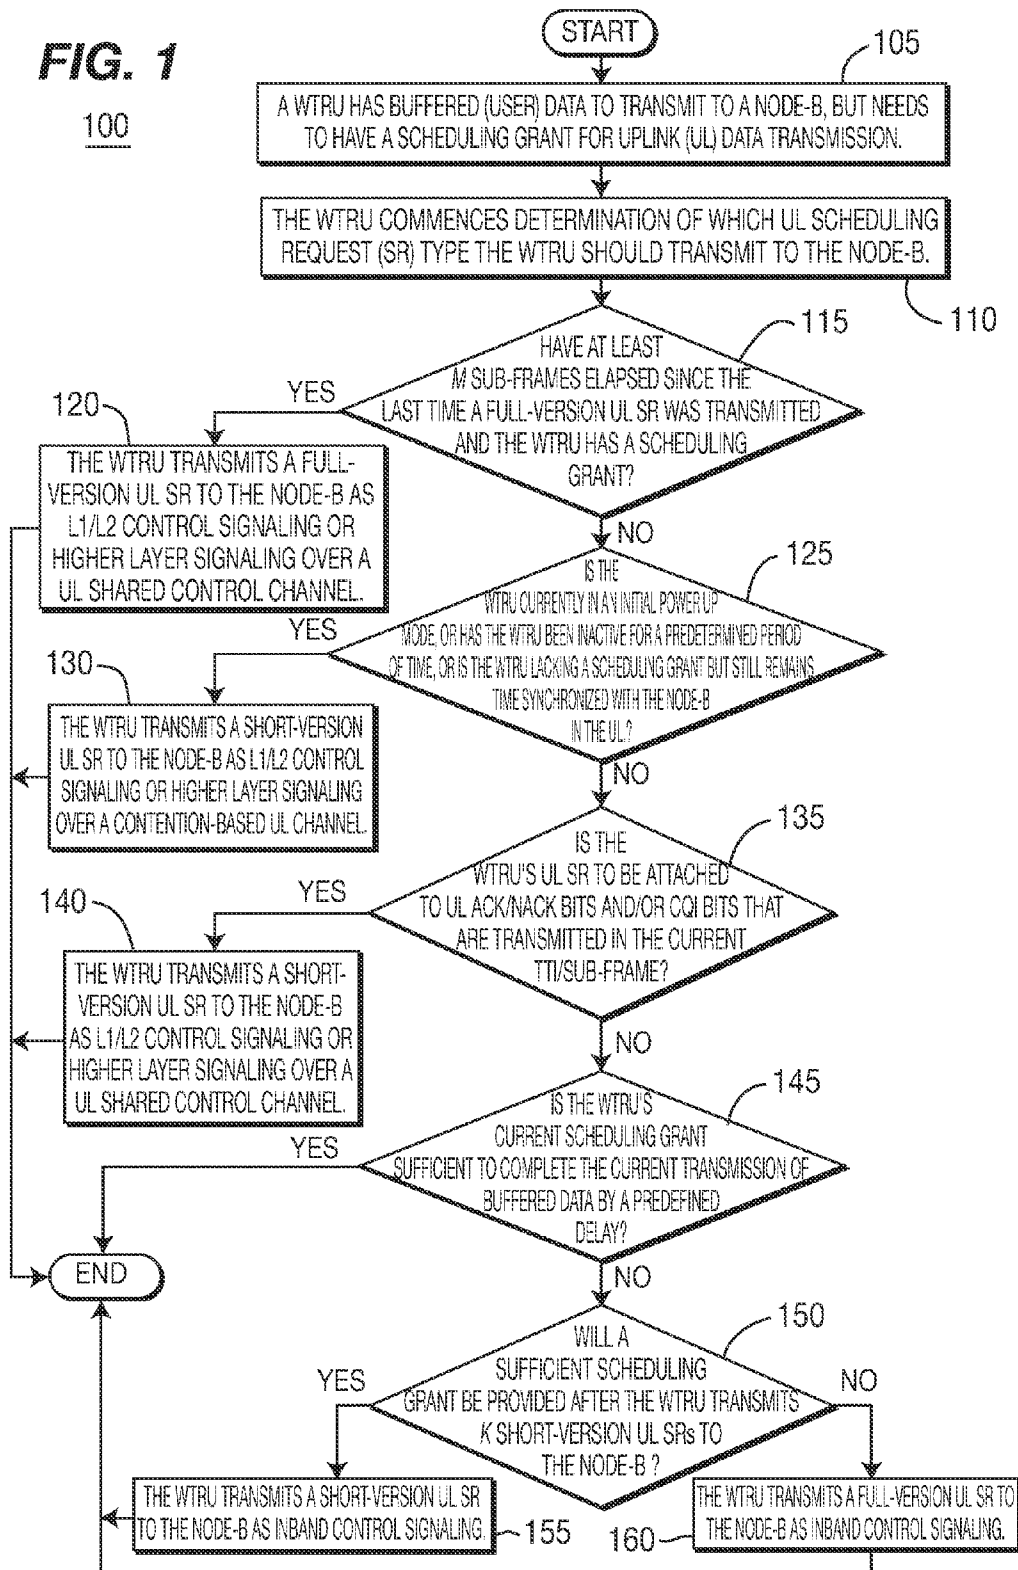 FIG. 1
100
START
105
A WTRU HAS BUFFERED (USER) DATA TO TRANSMIT TO A NODE-B, BUT NEEDS
TO HAVE A SCHEDULING GRANT FOR UPLINK (UL) DATA TRANSMISSION.
THE WTRU COMMENCES DETERMINATION OF WHICH UL SCHEDULING
REQUEST (SR) TYPE THE WTRU SHOULD TRANSMIT TO THE NODE-B.
110
115
HAVE AT LEAST
M SUB-FRAMES ELAPSED SINCE THE
LAST TIME A FULL-VERSION UL SR WAS TRANSMITTED
AND THE WTRU HAS A SCHEDULING
GRANT?
YES
120
THE WTRU TRANSMITS A FULL-
VERSION UL SR TO THE NODE-B AS
L1/L2 CONTROL SIGNALING OR
HIGHER LAYER SIGNALING OVER A
UL SHARED CONTROL CHANNEL.
NO
125
IS THE
WTRU CURRENTLY IN AN INITIAL POWER UP
MODE, OR HAS THE WTRU BEEN INACTIVE FOR A PREDETERMINED PERIOD
OF TIME, OR IS THE WTRU LACKING A SCHEDULING GRANT BUT STILL REMAINS
TIME SYNCHRONIZED WITH THE NODE-B
IN THE UL?
YES
130
THE WTRU TRANSMITS A SHORT-VERSION
UL SR TO THE NODE-B AS L1/L2 CONTROL
SIGNALING OR HIGHER LAYER SIGNALING
OVER A CONTENTION-BASED UL CHANNEL.
NO
135
IS THE
WTRU'S UL SR TO BE ATTACHED
TO UL ACK/NACK BITS AND/OR CQI BITS THAT
ARE TRANSMITTED IN THE CURRENT
TTI/SUB-FRAME?
YES
140
THE WTRU TRANSMITS A SHORT-
VERSION UL SR TO THE NODE-B
AS L1/L2 CONTROL SIGNALING OR
HIGHER LAYER SIGNALING OVER A
UL SHARED CONTROL CHANNEL.
NO
145
IS THE WTRU'S
CURRENT SCHEDULING GRANT
SUFFICIENT TO COMPLETE THE CURRENT TRANSMISSION OF
BUFFERED DATA BY A PREDEFINED
DELAY?
YES
END
NO
150
WILL A
SUFFICIENT SCHEDULING
GRANT BE PROVIDED AFTER THE WTRU TRANSMITS
K SHORT-VERSION UL SRs TO
THE NODE-B ?
YES
NO
THE WTRU TRANSMITS A SHORT-VERSION UL SR
TO THE NODE-B AS INBAND CONTROL SIGNALING.
155
THE WTRU TRANSMITS A FULL-VERSION UL SR TO
THE NODE-B AS INBAND CONTROL SIGNALING.
160